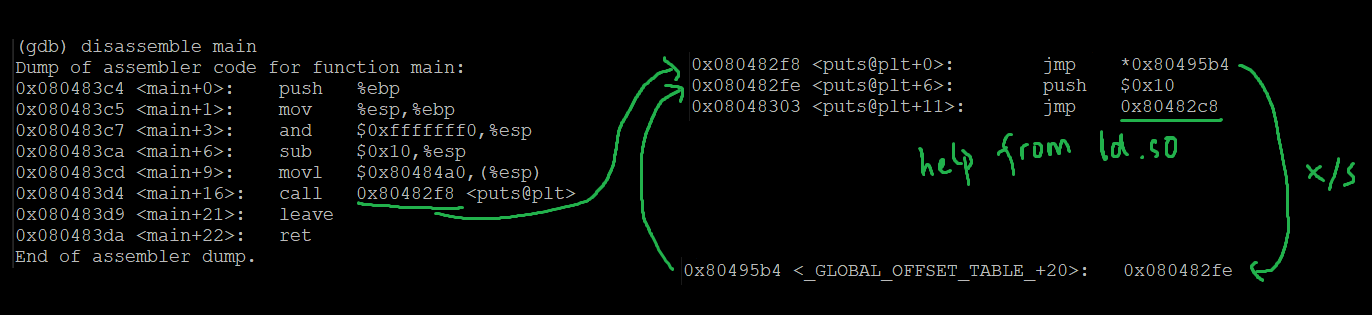 (gdb) disassemble main
Dump of assembler code for function main:
0x080483c4 <main+0>: push %ebp
0x080483c5 <main+1>: mov %esp,%ebp
0x080483c7 <main+3>: and $0xfffffff0,%esp
0x080483ca <main+6>: sub $0x10,%esp
0x080483cd <main+9>: movl $0x80484a0,(%esp)
0x080483d4 <main+16>: call 0x80482f8 <puts@plt>
0x080483d9 <main+21>: leave
0x080483da <main+22>: ret
End of assembler dump.
0x080482f8 <puts@plt+0>: jmp *0x80495b4
0x080482fe <puts@plt+6>: push $0x10
0x08048303 <puts@plt+11>: jmp 0x80482c8
help from ld.so
x/s
0x80495b4 <_GLOBAL_OFFSET_TABLE_+20>: 0x080482fe